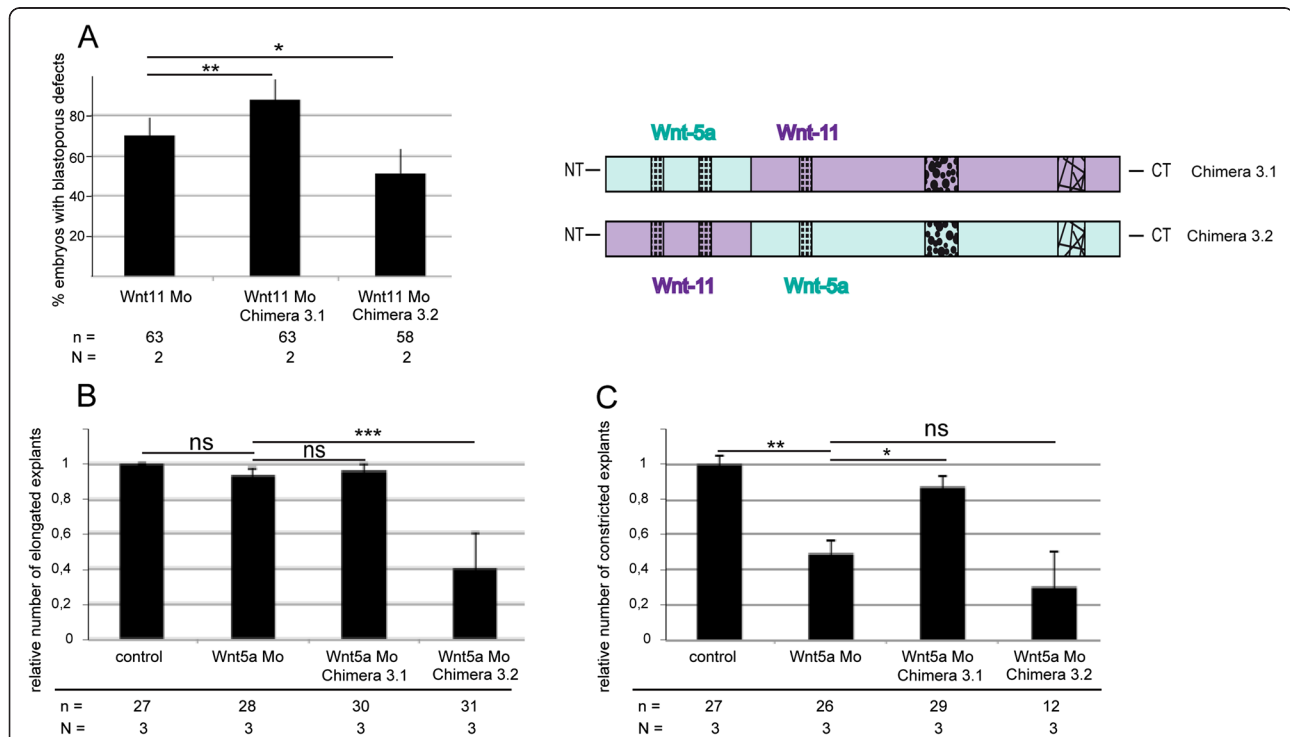 A
% embryos with blastoporus defects
80
60
40
20
*
**
Wnt11 Mo
Wnt11 Mo Chimera 3.1
Wnt11 Mo Chimera 3.2
n = 63 63 58
N = 2 2 2
Wnt-5a Wnt-11
NT CT Chimera 3.1
NT CT Chimera 3.2
Wnt-11 Wnt-5a
B
relative number of elongated explants
1
0,8
0,6
0,4
0,2
0
ns
ns
***
control
Wnt5a Mo
Wnt5a Mo Chimera 3.1
Wnt5a Mo Chimera 3.2
n = 27 28 30 31
N = 3 3 3 3
C
relative number of constricted explants
1
0,8
0,6
0,4
0,2
0
**
*
ns
control
Wnt5a Mo
Wnt5a Mo Chimera 3.1
Wnt5a Mo Chimera 3.2
n = 27 26 29 12
N = 3 3 3 3